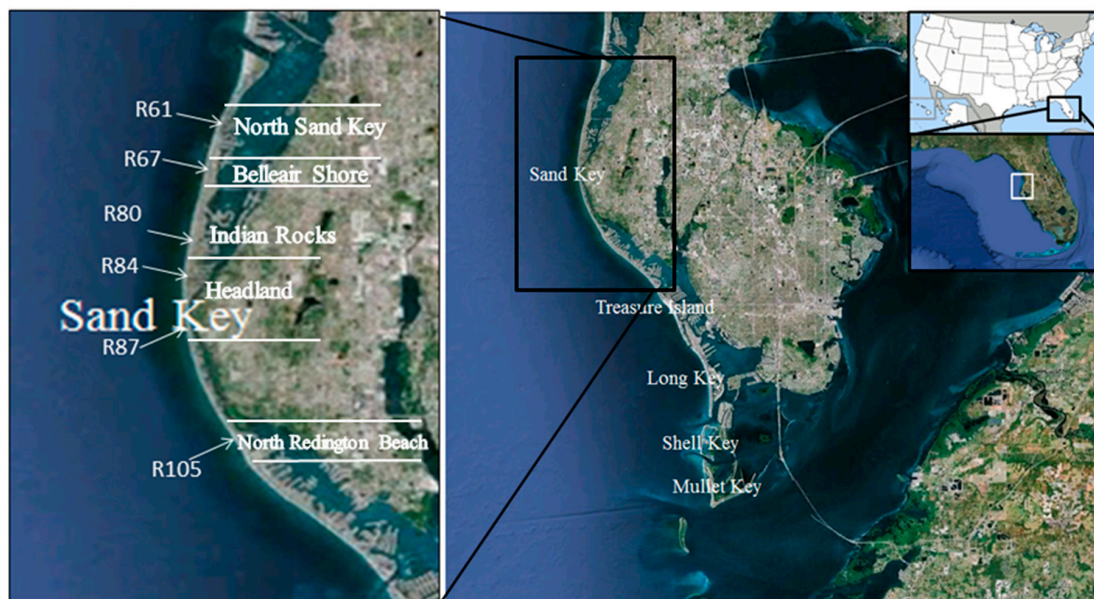 R61
North Sand Key
R67
Belleair Shore
R80
Indian Rocks
R84
Headland
Sand Key
R87
North Redington Beach
R105
Sand Key
Treasure Island
Long Key
Shell Key
Mullet Key